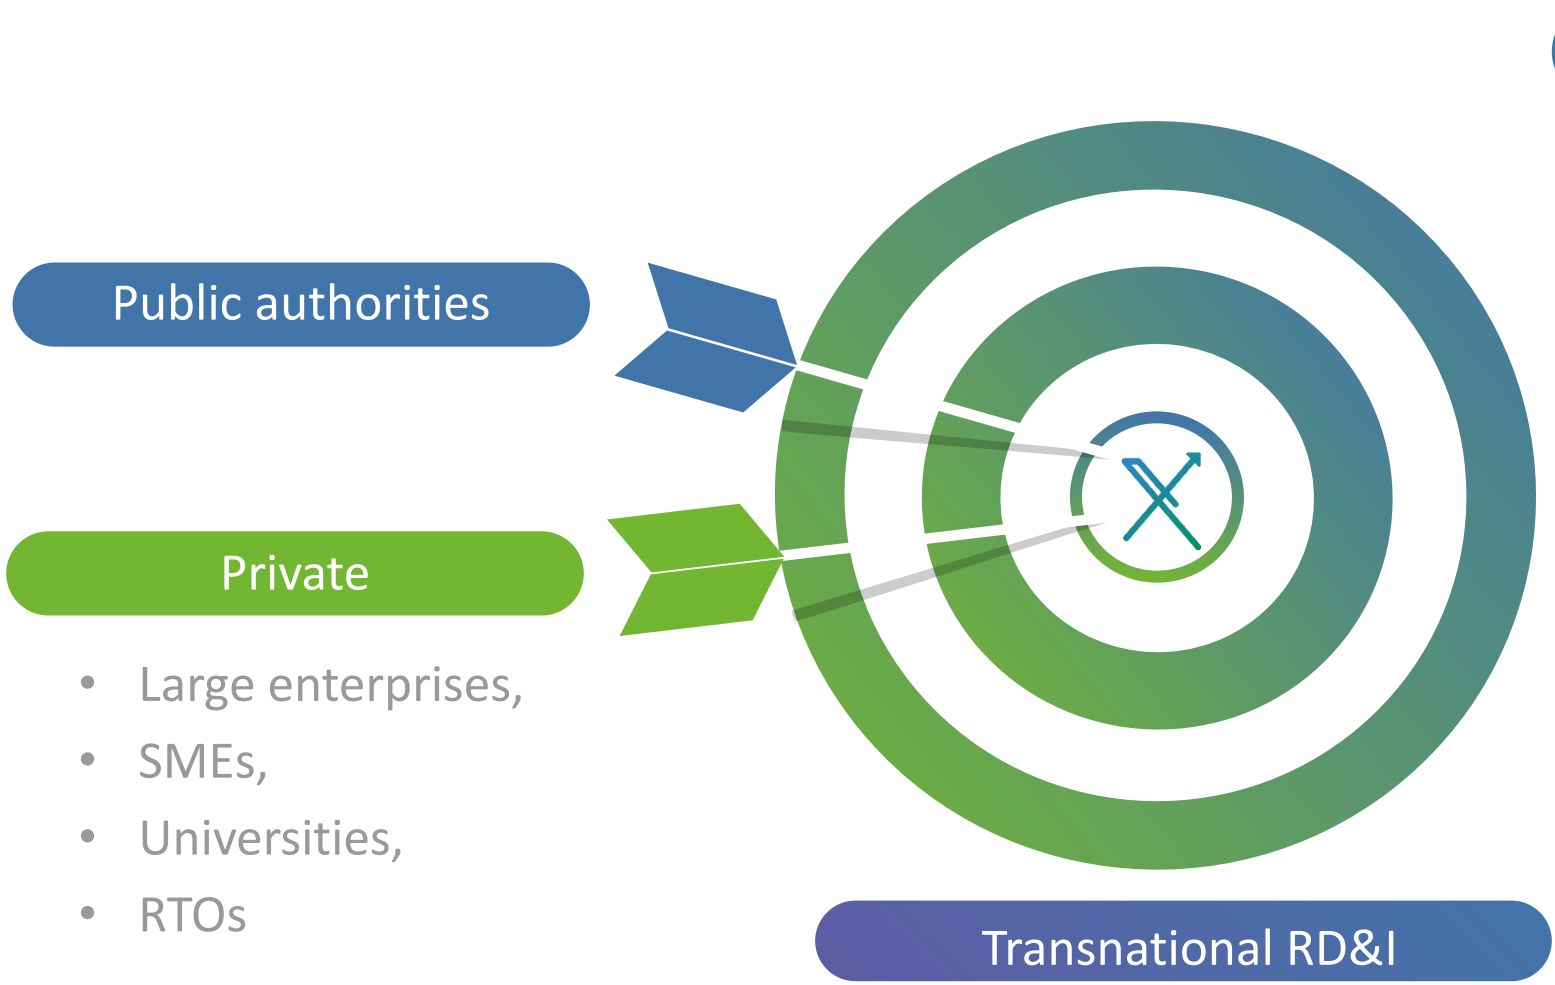 Public authorities
Private
• Large enterprises,
• SMEs,
• Universities,
• RTOs
Transnational RD&I